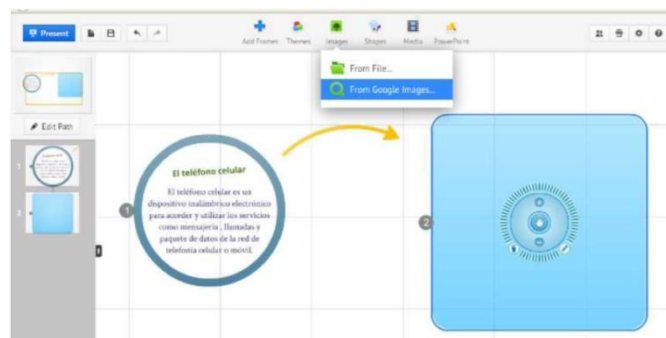 Present
Add Frames
Themes
Images
Shapes
Media
PowerPoint
From File...
From Google Images...
Edit Path
1
2
El teléfono celular
El teléfono celular es un
dispositivo inalámbrico electrónico
para acceder y utilizar los servicios
como mensajería , llamadas y
paquete de datos de la red de
telefonía celular o móvil.
1
2